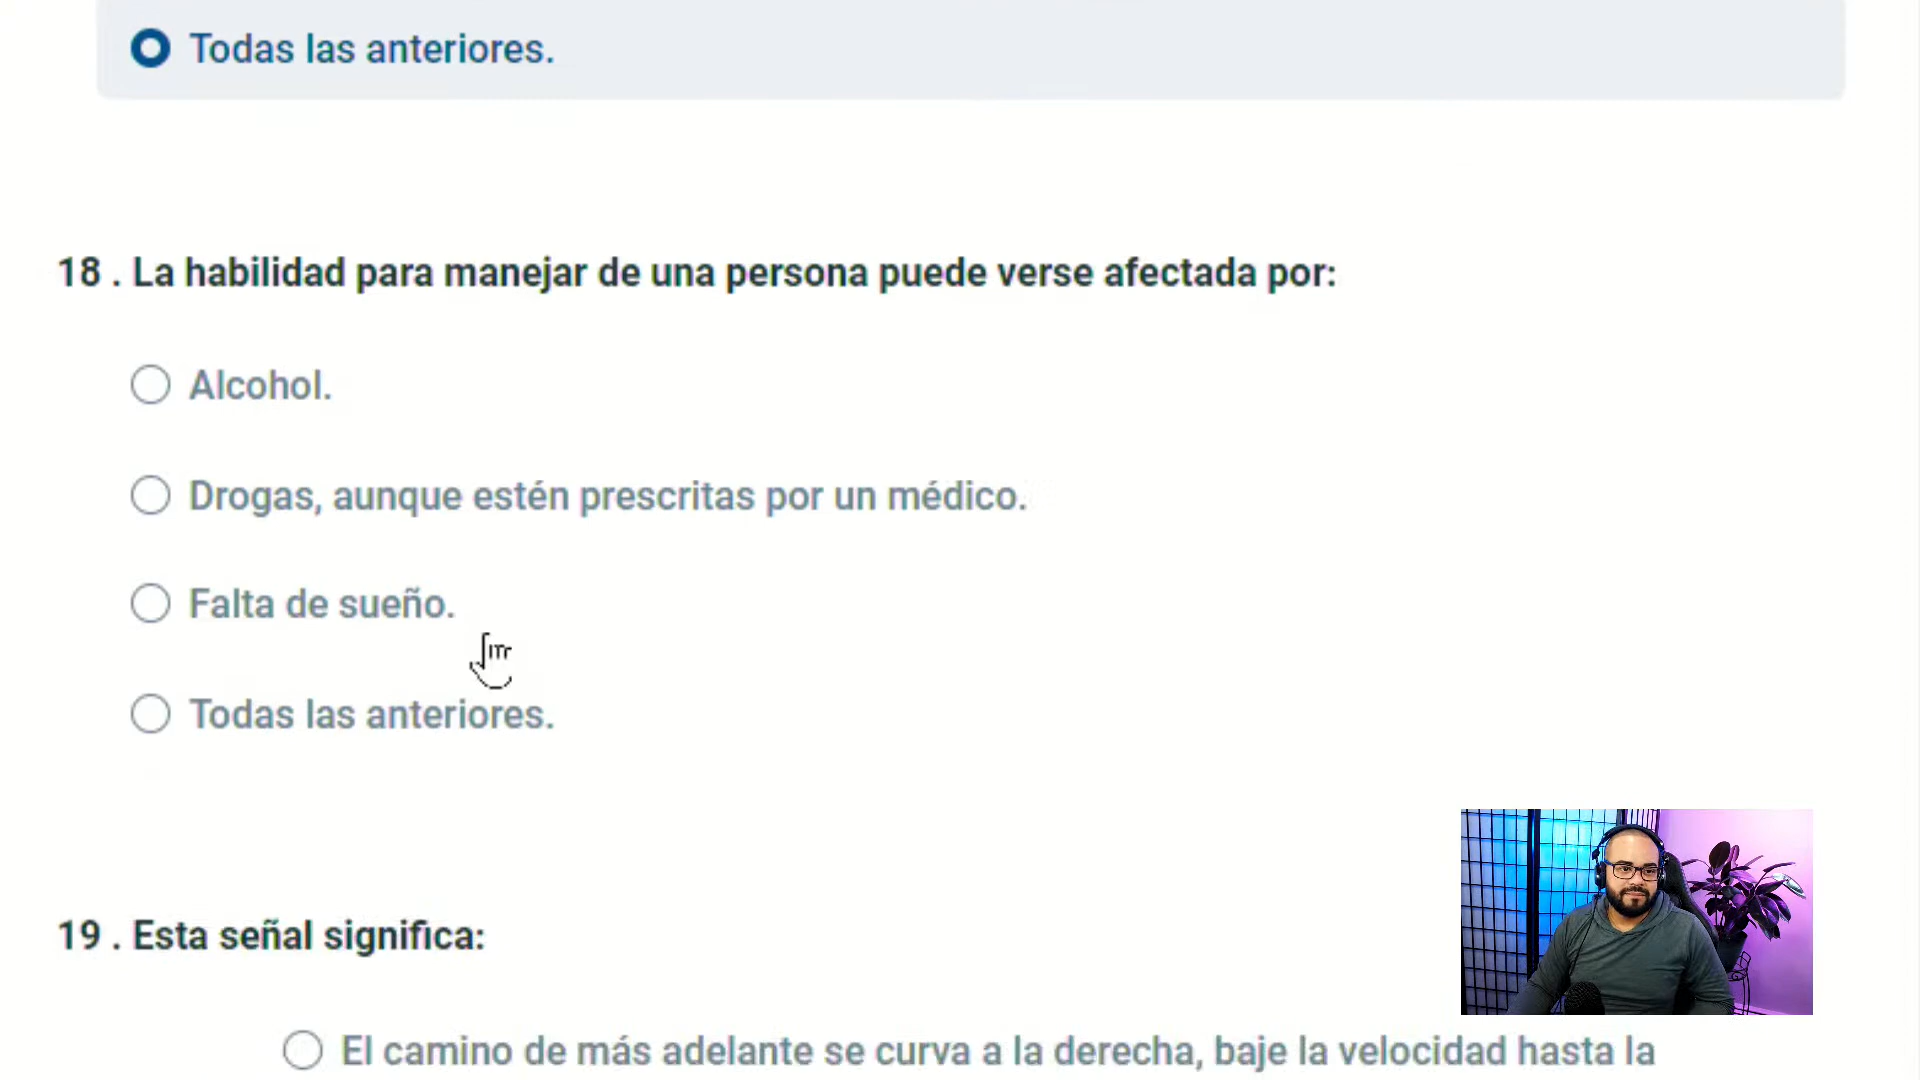 Todas las anteriores.
18 . La habilidad para manejar de una persona puede verse afectada por:
Alcohol.
Drogas, aunque estén prescritas por un médico.
Falta de sueño.
Todas las anteriores.
19 . Esta señal significa:
El camino de más adelante se curva a la derecha, baje la velocidad hasta la